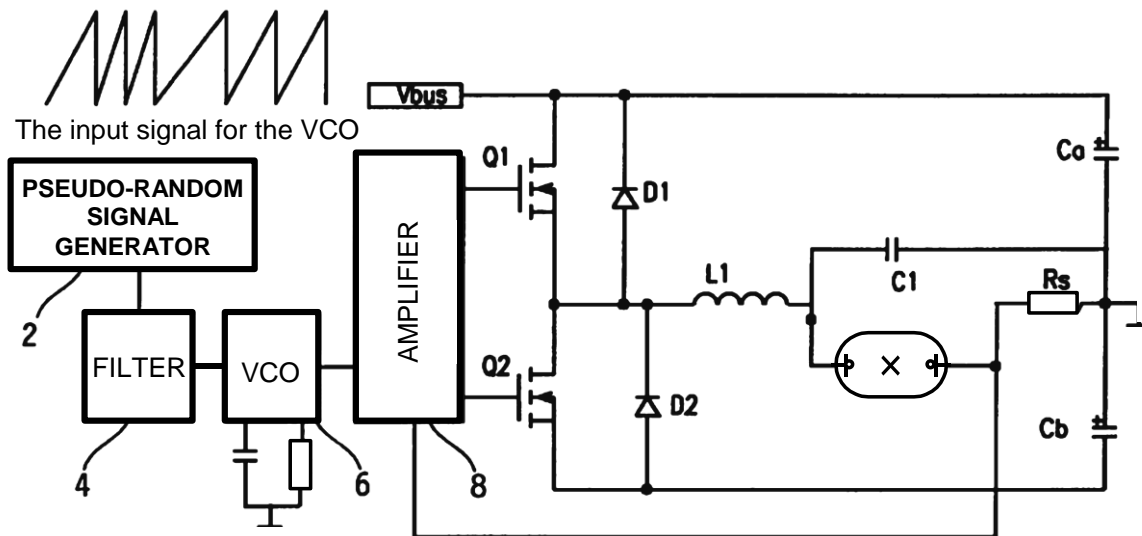 The input signal for the VCO
PSEUDO-RANDOM
SIGNAL
GENERATOR
2
FILTER
4
VCO
6
AMPLIFIER
8
Vbus
Q1
D1
Q2
D2
L1
C1
Rs
Ca
Cb